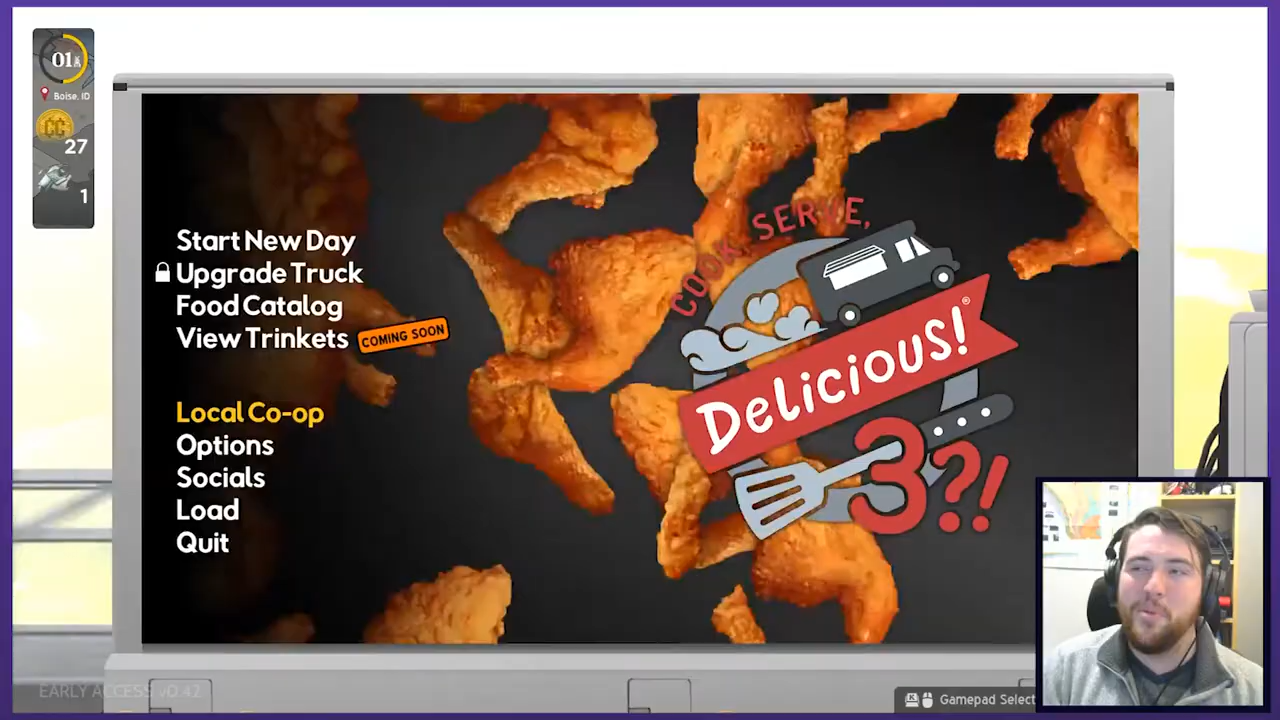 01
Boise, ID
CC
27
1
Start New Day
Upgrade Truck
Food Catalog
View Trinkets
COMING SOON
Local Co-op
Options
Socials
Load
Quit
COOK, SERVE,
Delicious!®
3?!
EARLY ACCESS v0.42
Gamepad Select